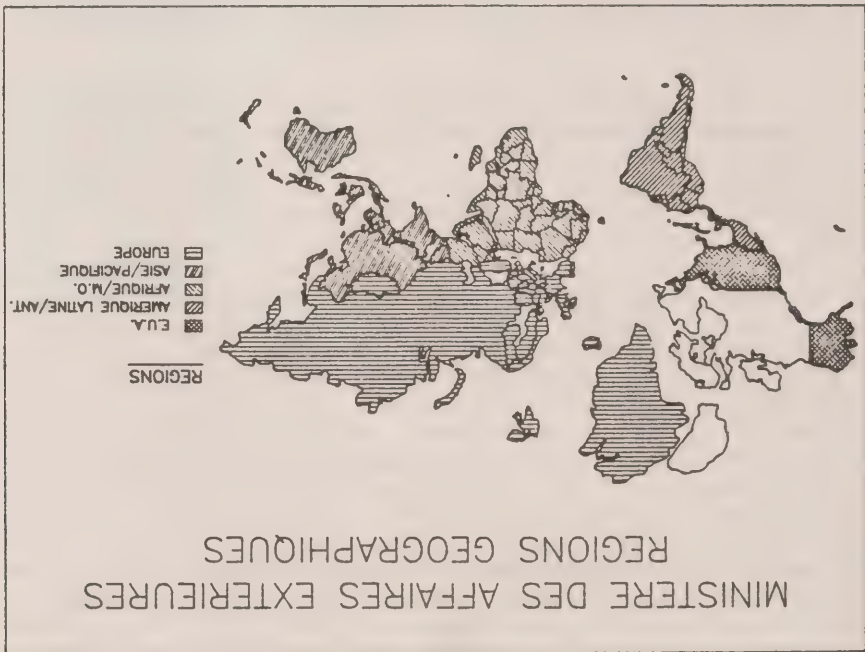 MINISTERE DES AFFAIRES EXTERIEURES
REGIONS GEOGRAPHIQUES
REGIONS
E.U.A.
AMERIQUE LATINE/ANT.
AFRIQUE/M.O.
ASIE/PACIFIQUE
EUROPE